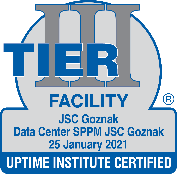 III
TIER
FACILITY
®
JSC Goznak
Data Center SPPM JSC Goznak
25 January 2021
UPTIME INSTITUTE CERTIFIED